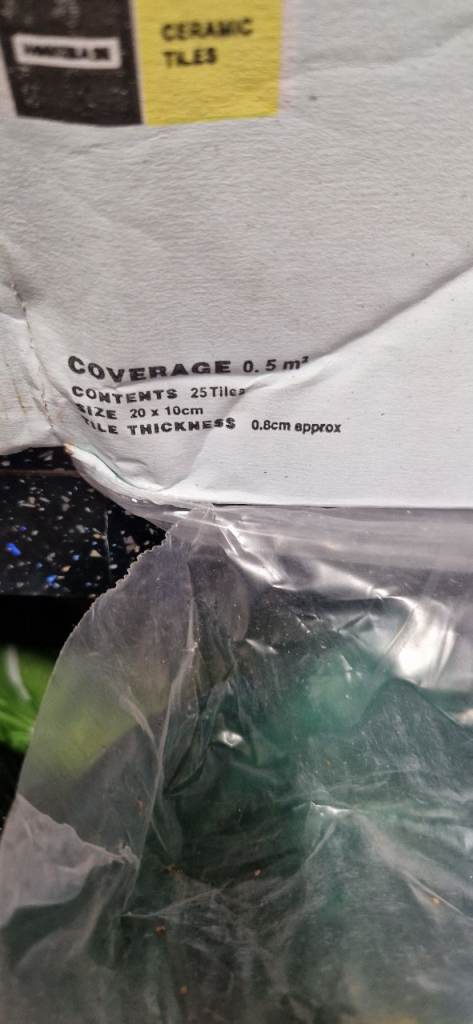 CERAMIC
TILES
COVERAGE 0.5 m²
CONTENTS 25 Tiles
SIZE 20 x 10cm
TILE THICKNESS 0.8cm approx